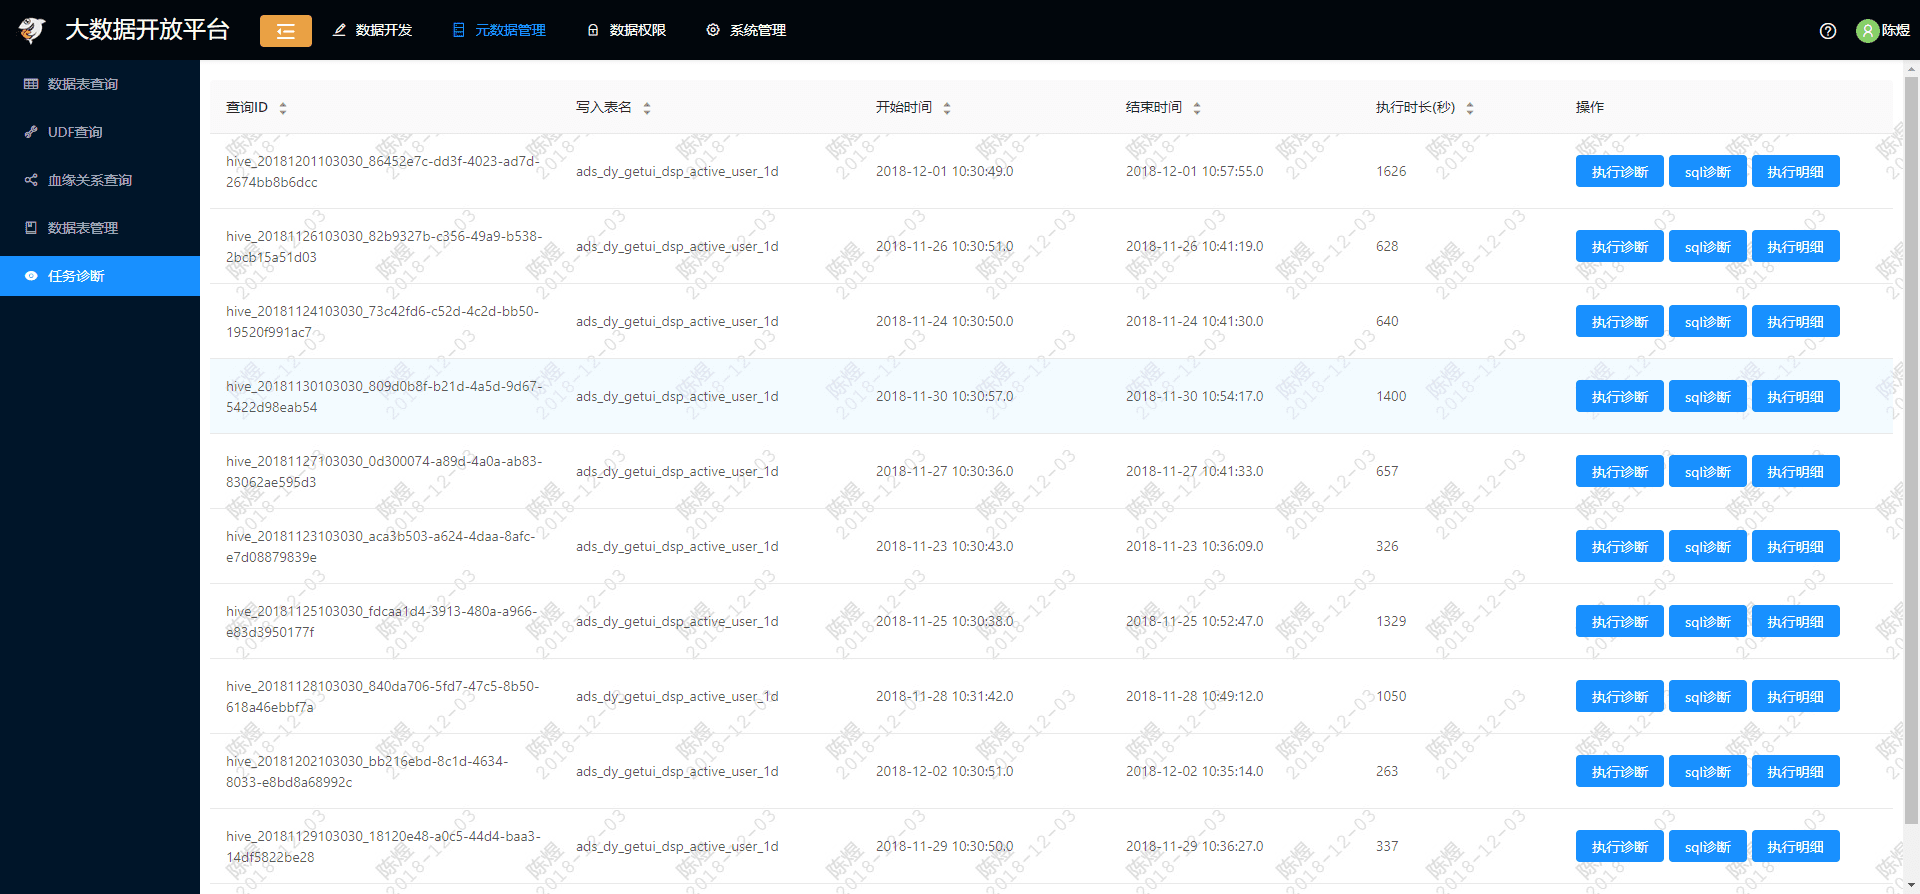 大数据开放平台
数据开发 元数据管理 数据权限 系统管理
陈煜
数据表查询
UDF查询
血缘关系查询
数据表管理
任务诊断
查询ID 写入表名 开始时间 结束时间 执行时长(秒) 操作
hive_20181201103030_86452e7c-dd3f-4023-ad7d-
2674bb8b6dcc
ads_dy_getui_dsp_active_user_1d 2018-12-01 10:30:49.0 2018-12-01 10:57:55.0 1626 执行诊断 sql诊断 执行明细
hive_20181126103030_82b9327b-c356-49a9-b538-
2bcb15a51d03
ads_dy_getui_dsp_active_user_1d 2018-11-26 10:30:51.0 2018-11-26 10:41:19.0 628 执行诊断 sql诊断 执行明细
hive_20181124103030_73c42fd6-c52d-4c2d-bb50-
19520f991ac7
ads_dy_getui_dsp_active_user_1d 2018-11-24 10:30:50.0 2018-11-24 10:41:30.0 640 执行诊断 sql诊断 执行明细
hive_20181130103030_809d0b8f-b21d-4a5d-9d67-
5422d98eab54
ads_dy_getui_dsp_active_user_1d 2018-11-30 10:30:57.0 2018-11-30 10:54:17.0 1400 执行诊断 sql诊断 执行明细
hive_20181127103030_0d300074-a89d-4a0a-ab83-
83062ae595d3
ads_dy_getui_dsp_active_user_1d 2018-11-27 10:30:36.0 2018-11-27 10:41:33.0 657 执行诊断 sql诊断 执行明细
hive_20181123103030_aca3b503-a624-4daa-8afc-
e7d08879839e
ads_dy_getui_dsp_active_user_1d 2018-11-23 10:30:43.0 2018-11-23 10:36:09.0 326 执行诊断 sql诊断 执行明细
hive_20181125103030_fdcaa1d4-3913-480a-a966-
e83d3950177f
ads_dy_getui_dsp_active_user_1d 2018-11-25 10:30:38.0 2018-11-25 10:52:47.0 1329 执行诊断 sql诊断 执行明细
hive_20181128103030_840da706-5fd7-47c5-8b50-
618a46ebbf7a
ads_dy_getui_dsp_active_user_1d 2018-11-28 10:31:42.0 2018-11-28 10:49:12.0 1050 执行诊断 sql诊断 执行明细
hive_20181202103030_bb216ebd-8c1d-4634-
8033-e8bd8a68992c
ads_dy_getui_dsp_active_user_1d 2018-12-02 10:30:51.0 2018-12-02 10:35:14.0 263 执行诊断 sql诊断 执行明细
hive_20181129103030_18120e48-a0c5-44d4-baa3-
14df5822be28
ads_dy_getui_dsp_active_user_1d 2018-11-29 10:30:50.0 2018-11-29 10:36:27.0 337 执行诊断 sql诊断 执行明细
陈煜
2018-12-03